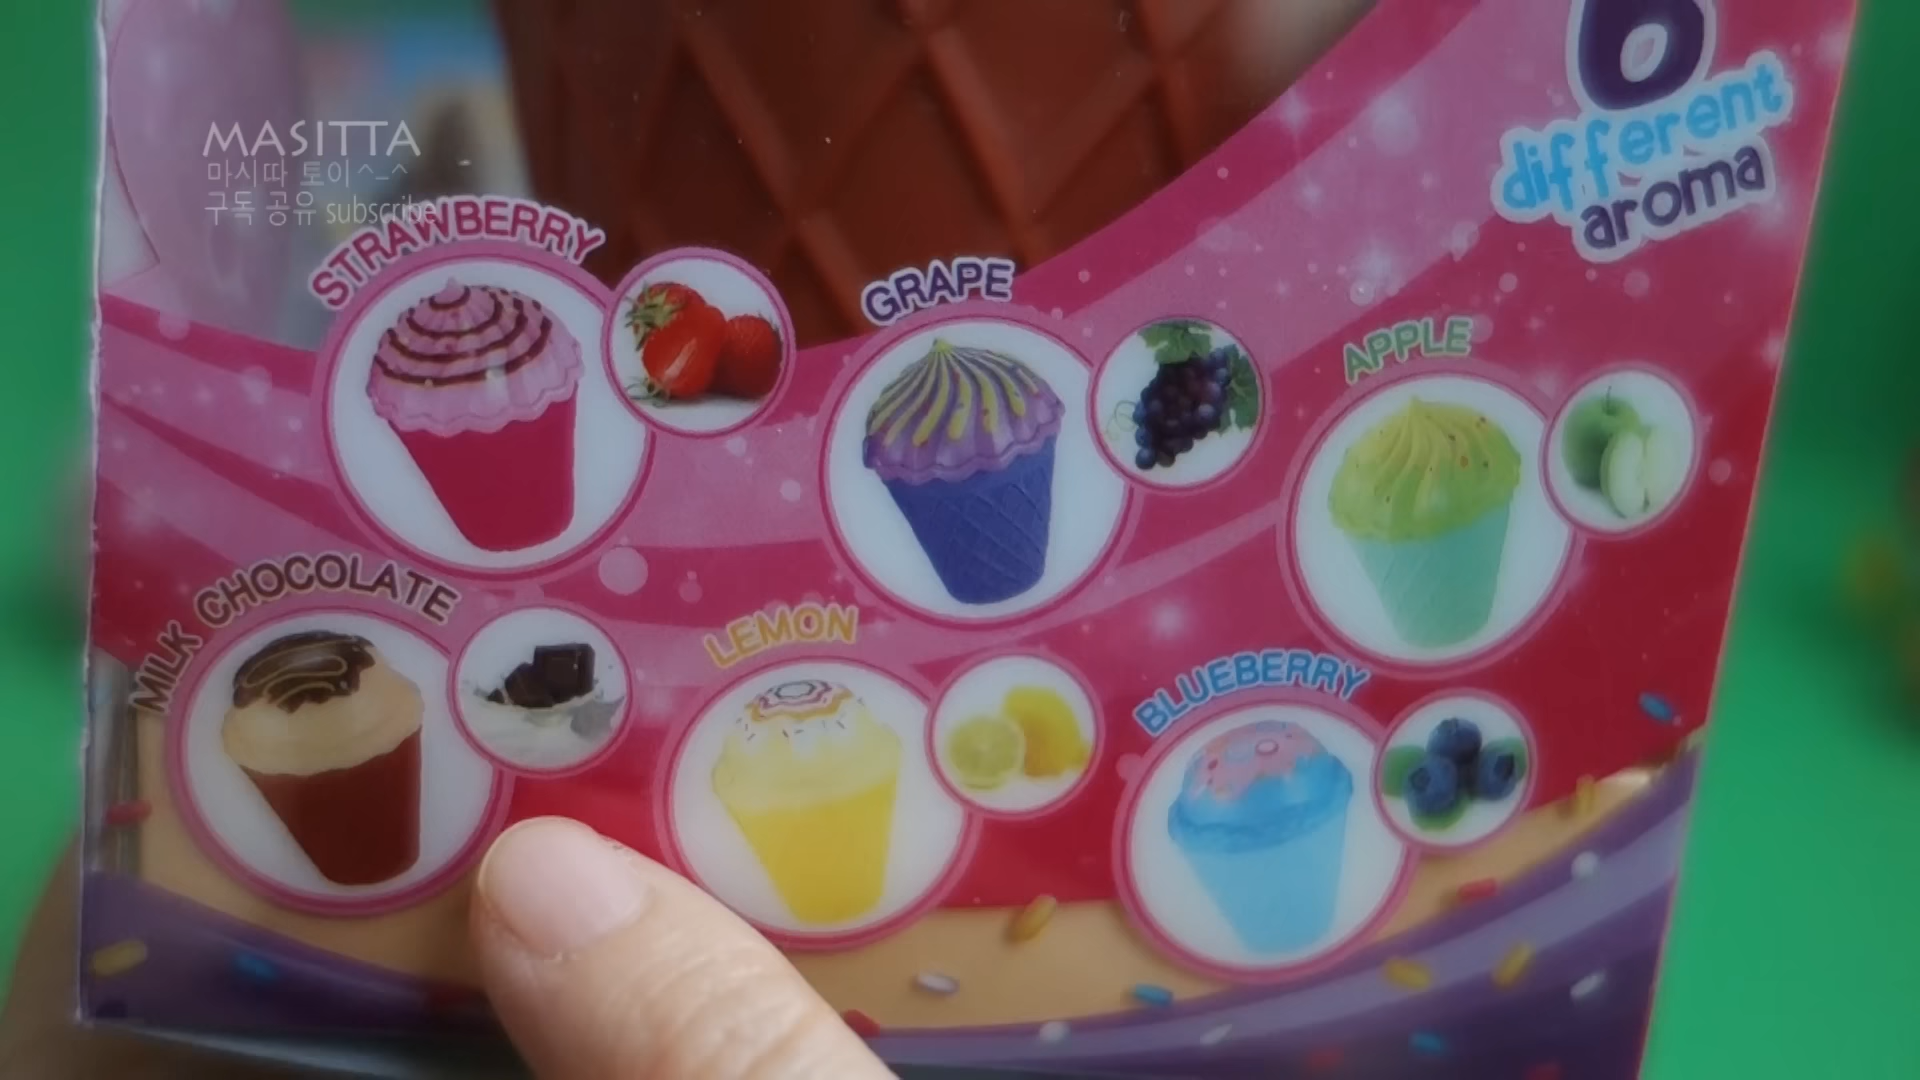 MASITTA
마시따 토이^-^
구독 공유 subscribe
6
different
aroma
STRAWBERRY
GRAPE
APPLE
MILK CHOCOLATE
LEMON
BLUEBERRY